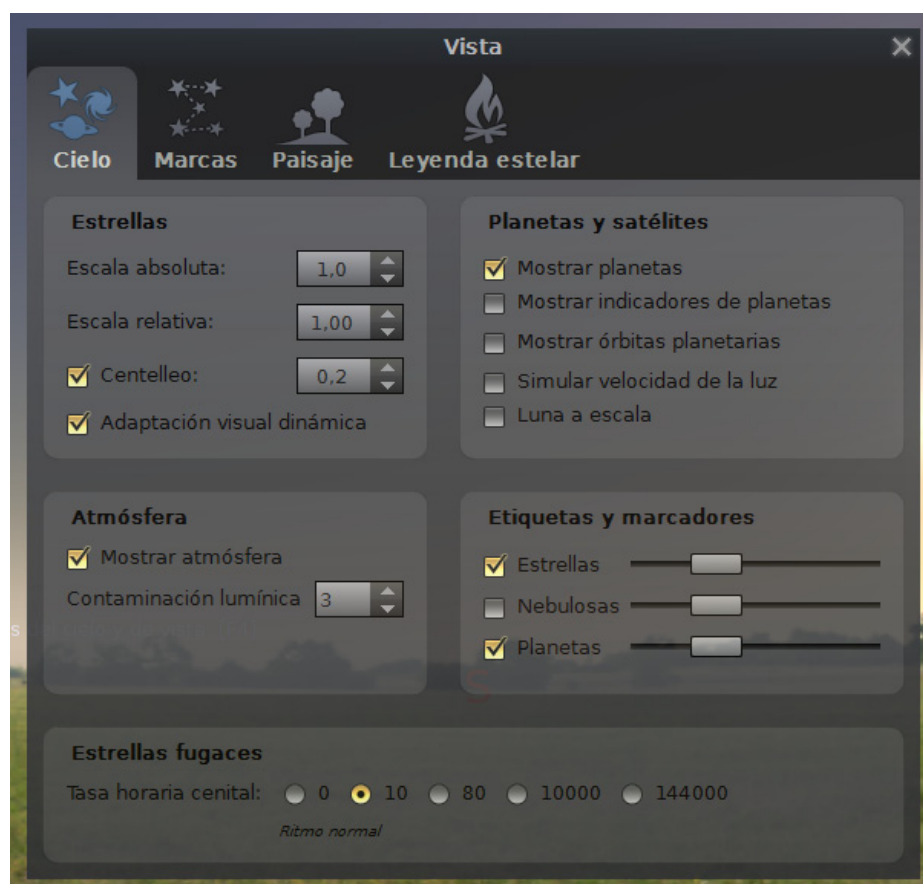 Vista
Cielo Marcas Paisaje Leyenda estelar
Estrellas
Escala absoluta: 1,0
Escala relativa: 1,00
Centelleo: 0,2
Adaptación visual dinámica
Planetas y satélites
Mostrar planetas
Mostrar indicadores de planetas
Mostrar órbitas planetarias
Simular velocidad de la luz
Luna a escala
Atmósfera
Mostrar atmósfera
Contaminación lumínica 3
Etiquetas y marcadores
Estrellas
Nebulosas
Planetas
S
Estrellas fugaces
Tasa horaria cenital: 0 10 80 10000 144000
Ritmo normal